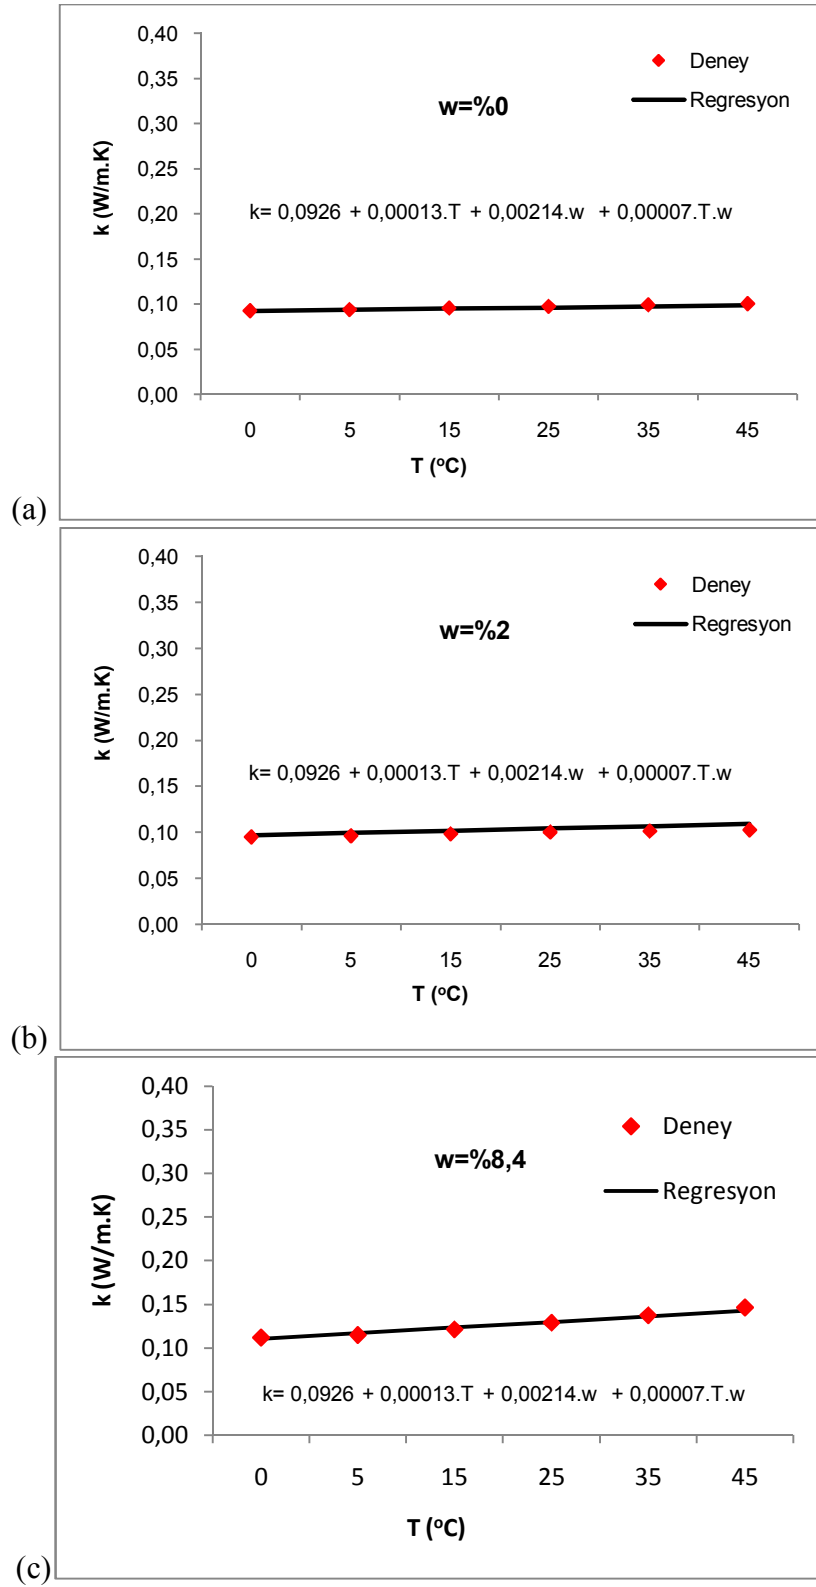 0,40
Deney
0,35
w=%0
Regresyon
0,30
0,25
k= 0,0926 + 0,00013.T + 0,00214.w + 0,00007.T.w
0,20
0,15
0,10
0,05
0,00
k (W/m.K)
0 5 15 25 35 45
T (ºC)
(a)
0,40
Deney
0,35
w=%2
Regresyon
0,30
0,25
0,20
k= 0,0926 + 0,00013.T + 0,00214.w + 0,00007.T.w
0,15
0,10
0,05
0,00
k (W/m.K)
0 5 15 25 35 45
T (ºC)
(b)
0,40
Deney
0,35
w=%8,4
0,30
Regresyon
0,25
0,20
0,15
0,10
0,05
k= 0,0926 + 0,00013.T + 0,00214.w + 0,00007.T.w
0,00
k (W/m.K)
0 5 15 25 35 45
T (ºC)
(c)